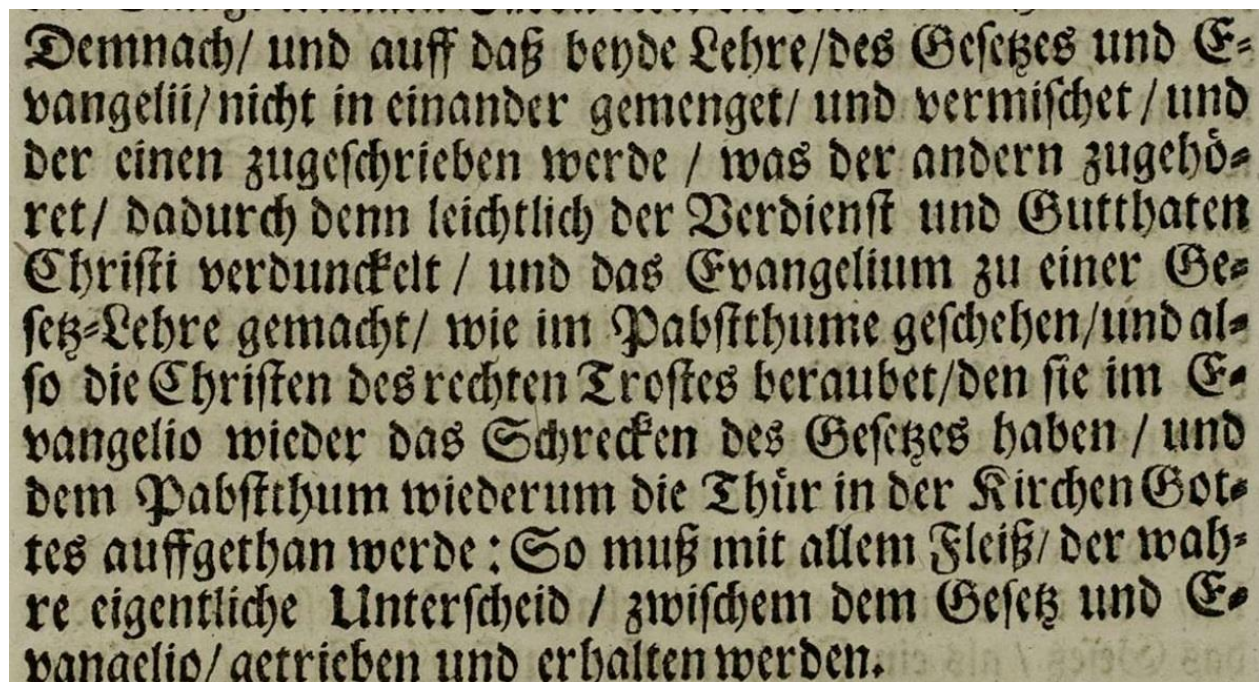 Demnach/ und auff daß beyde Lehre/des Gesetzes und E-
vangelii/nicht in einander gemenget/ und vermischet/und
der einen zugeschrieben werde / was der andern zugehö-
ret/ dadurch denn leichtlich der Verdienst und Gutthaten
Christi verdunckelt / und das Evangelium zu einer Ge-
setz-Lehre gemacht/ wie im Pabstthume geschehen/und al-
so die Christen des rechten Trostes beraubet/den sie im E-
vangelio wieder das Schrecken des Gesetzes haben / und
dem Pabstthum wiederum die Thür in der Kirchen Got-
tes auffgethan werde: So muß mit allem Fleiß/ der wah-
re eigentliche Unterscheid / zwischem dem Gesetz und E-
vangelio/ getrieben und erhalten werden.